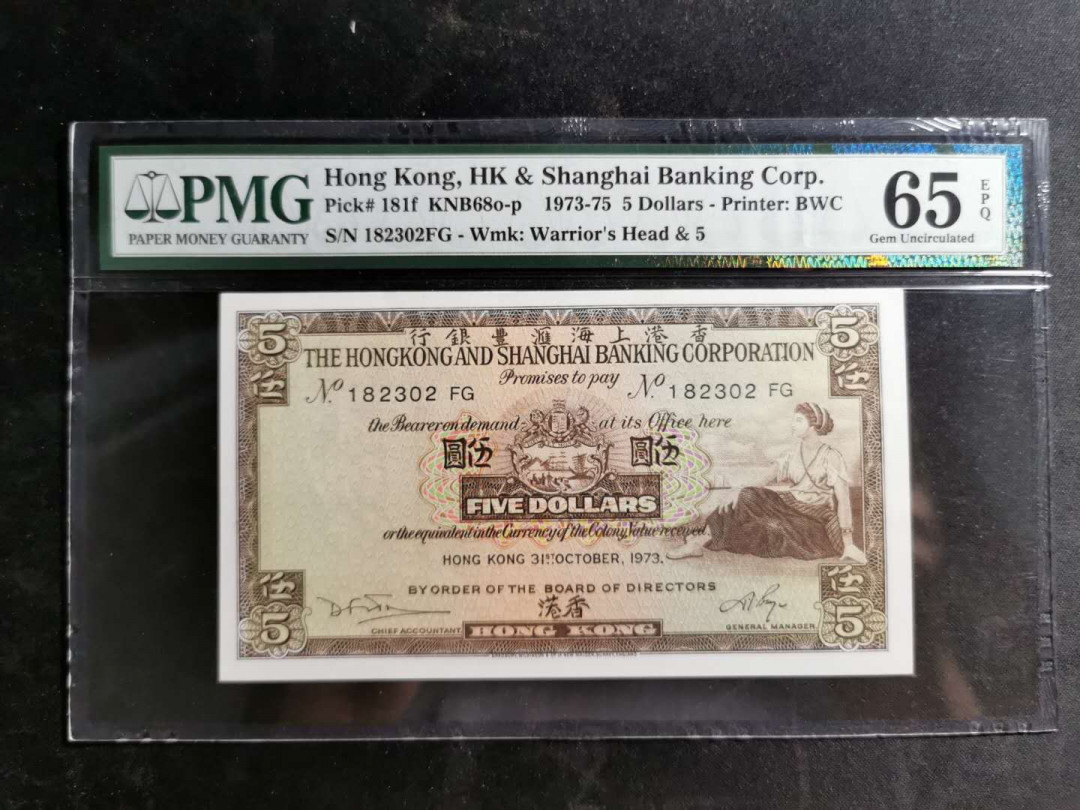 PMG
PAPER MONEY GUARANTY
Hong Kong, HK & Shanghai Banking Corp.
Pick# 181f KNB68o-p 1973-75 5 Dollars - Printer: BWC
S/N 182302FG - Wmk: Warrior's Head & 5
65 EPQ
Gem Uncirculated
5 5
行銀豐滙海上港香
THE HONGKONG AND SHANGHAI BANKING CORPORATION
伍 伍
Promises to pay
No. 182302 FG No. 182302 FG
the Bearer on demand at its Office here
圓伍 圓伍
FIVE DOLLARS
or the equivalent in the Currency of the Colony Value received.
HONG KONG 31ST OCTOBER, 1973.
BY ORDER OF THE BOARD OF DIRECTORS
伍 伍
港香
5 5
CHIEF ACCOUNTANT HONG KONG GENERAL MANAGER